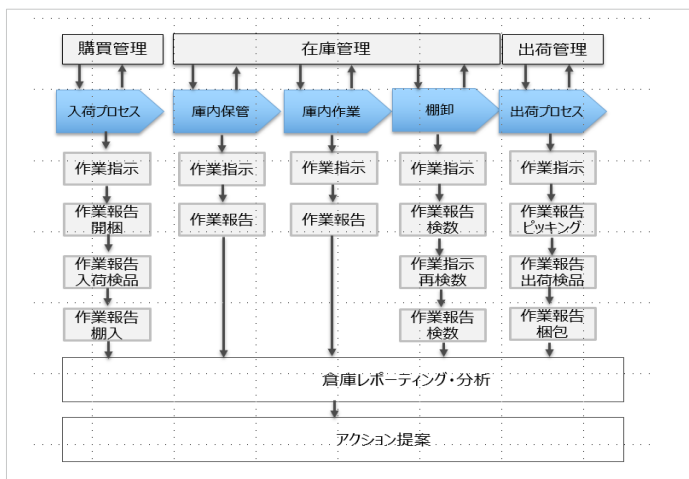 購買管理
在庫管理
出荷管理
入荷プロセス
庫内保管
庫内作業
棚卸
出荷プロセス
作業指示
作業指示
作業指示
作業指示
作業指示
作業報告
開梱
作業報告
作業報告
作業報告
検数
作業報告
ピッキング
作業報告
入荷検品
作業指示
再検数
作業報告
出荷検品
作業報告
棚入
作業報告
検数
作業報告
梱包
倉庫レポーティング・分析
アクション提案